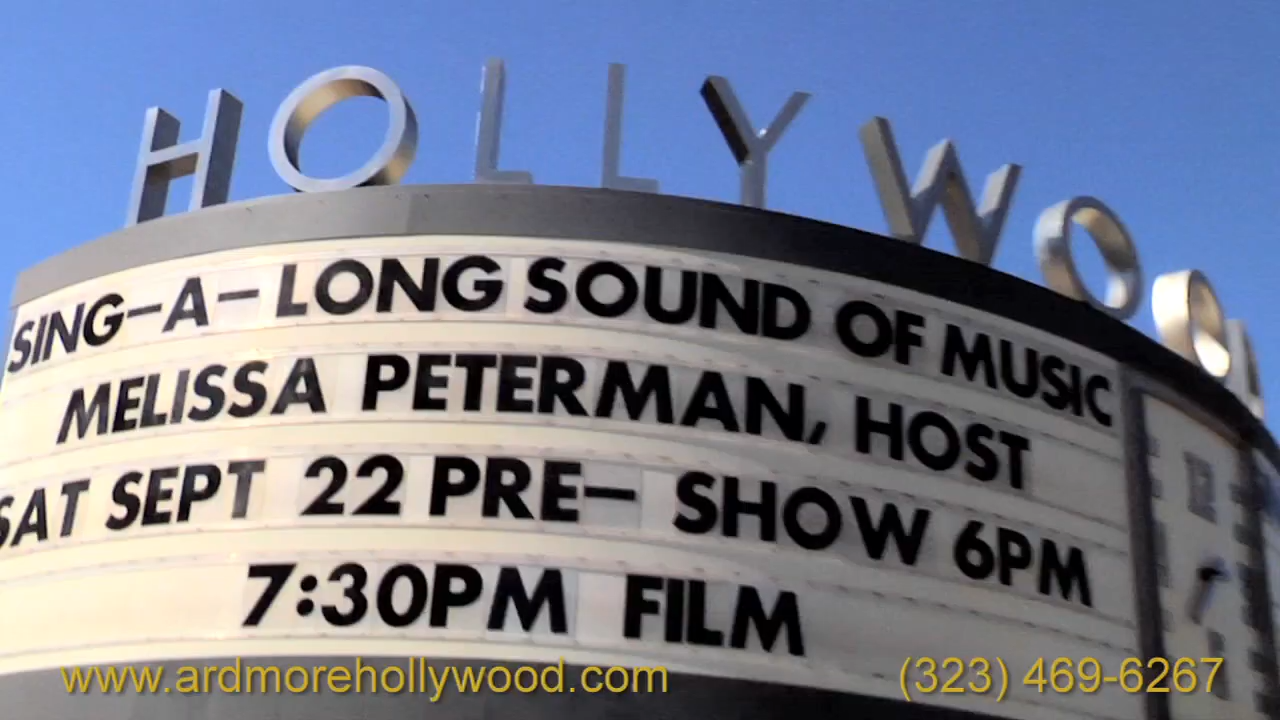 HOLLYWOO
SING-A-LONG SOUND OF MUSIC
MELISSA PETERMAN, HOST
SAT SEPT 22 PRE-SHOW 6PM
7:30PM FILM
www.ardmorehollywood.com
(323) 469-6267